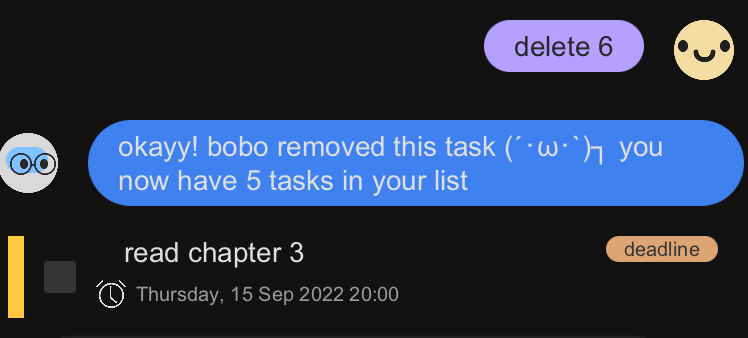 delete 6
okayy! bobo removed this task (´･ω･`)┐ you
now have 5 tasks in your list
read chapter 3
deadline
Thursday, 15 Sep 2022 20:00